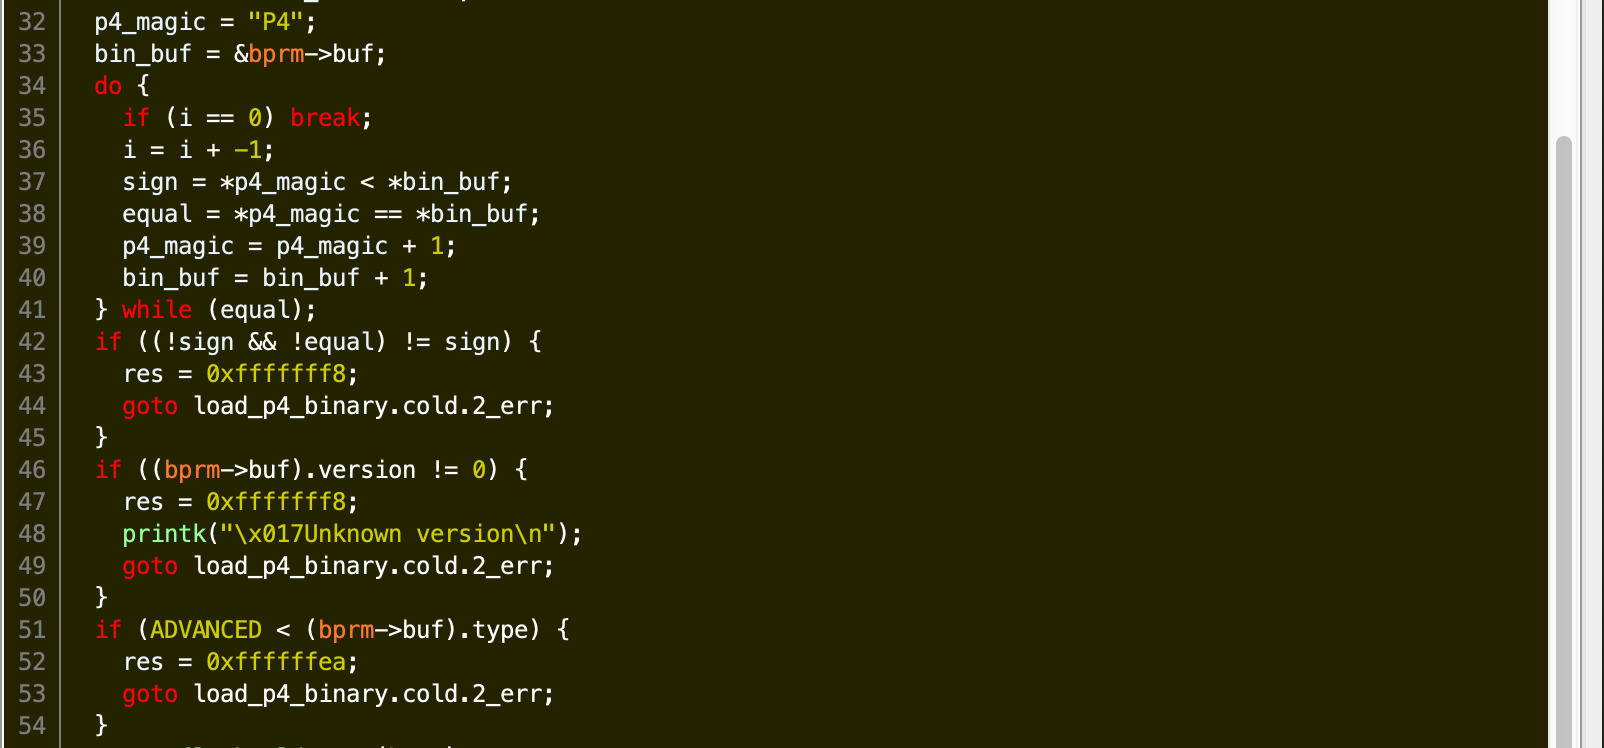 32 p4_magic = "P4";
33 bin_buf = &bprm->buf;
34 do {
35 if (i == 0) break;
36 i = i + -1;
37 sign = *p4_magic < *bin_buf;
38 equal = *p4_magic == *bin_buf;
39 p4_magic = p4_magic + 1;
40 bin_buf = bin_buf + 1;
41 } while (equal);
42 if ((!sign && !equal) != sign) {
43 res = 0xfffffff8;
44 goto load_p4_binary.cold.2_err;
45 }
46 if ((bprm->buf).version != 0) {
47 res = 0xfffffff8;
48 printk("\x017Unknown version\n");
49 goto load_p4_binary.cold.2_err;
50 }
51 if (ADVANCED < (bprm->buf).type) {
52 res = 0xffffffea;
53 goto load_p4_binary.cold.2_err;
54 }